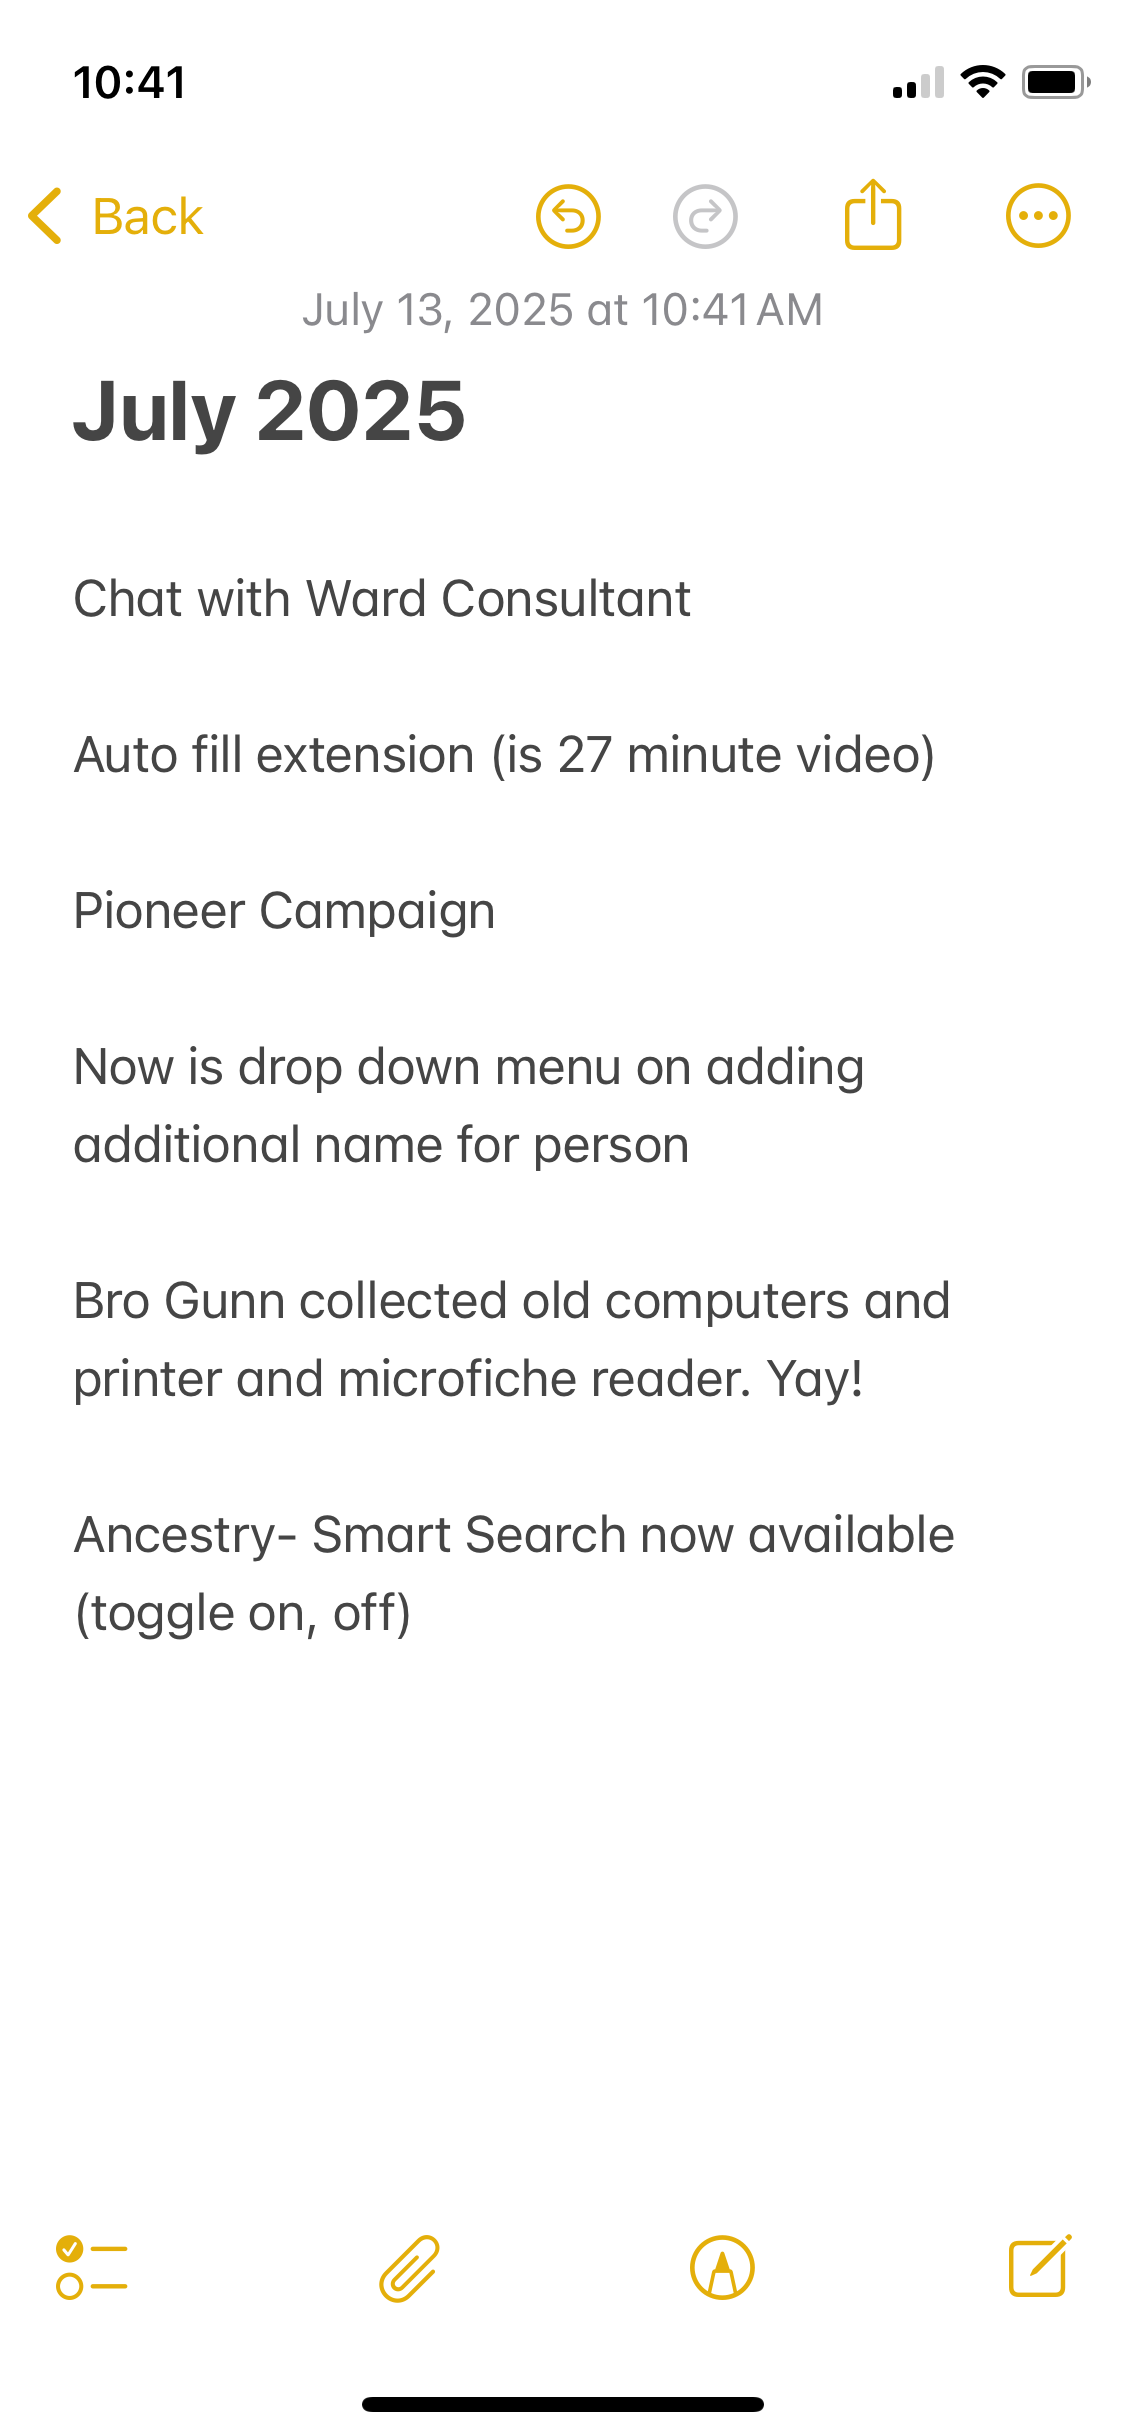 10:41
Back
July 13, 2025 at 10:41 AM
July 2025
Chat with Ward Consultant
Auto fill extension (is 27 minute video)
Pioneer Campaign
Now is drop down menu on adding
additional name for person
Bro Gunn collected old computers and
printer and microfiche reader. Yay!
Ancestry- Smart Search now available
(toggle on, off)